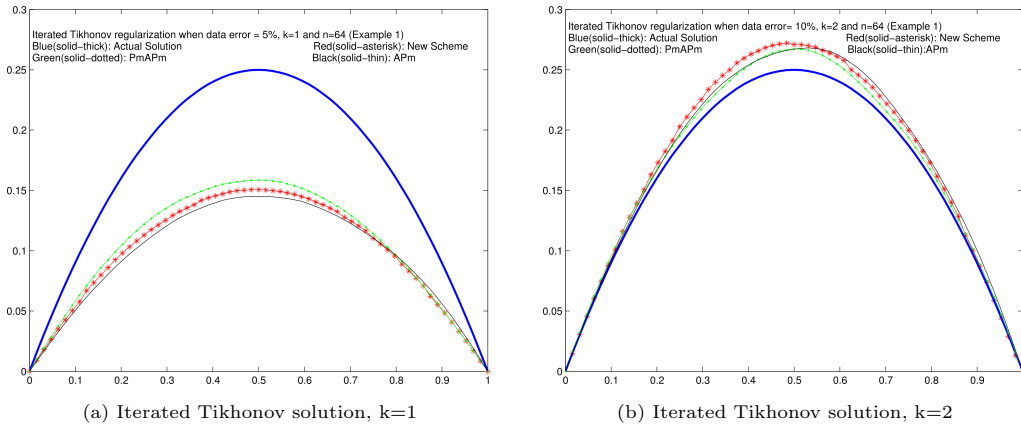 Iterated Tikhonov regularization when data error = 5%, k=1 and n=64 (Example 1)
Blue(solid-thick): Actual Solution Red(solid-asterisk): New Scheme
Green(solid-dotted): PmAPm Black(solid-thin): APm
0.3
0.25
0.2
0.15
0.1
0.05
0
0 0.1 0.2 0.3 0.4 0.5 0.6 0.7 0.8 0.9 1
(a) Iterated Tikhonov solution, k=1
Iterated Tikhonov regularization when data error= 10%, k=2 and n=64 (Example 1)
Blue(solid-thick): Actual Solution Red(solid-asterisk): New Scheme
Green(solid-dotted): PmAPm Black(solid-thin):APm
0.3
0.25
0.2
0.15
0.1
0.05
0
0 0.1 0.2 0.3 0.4 0.5 0.6 0.7 0.8 0.9
(b) Iterated Tikhonov solution, k=2